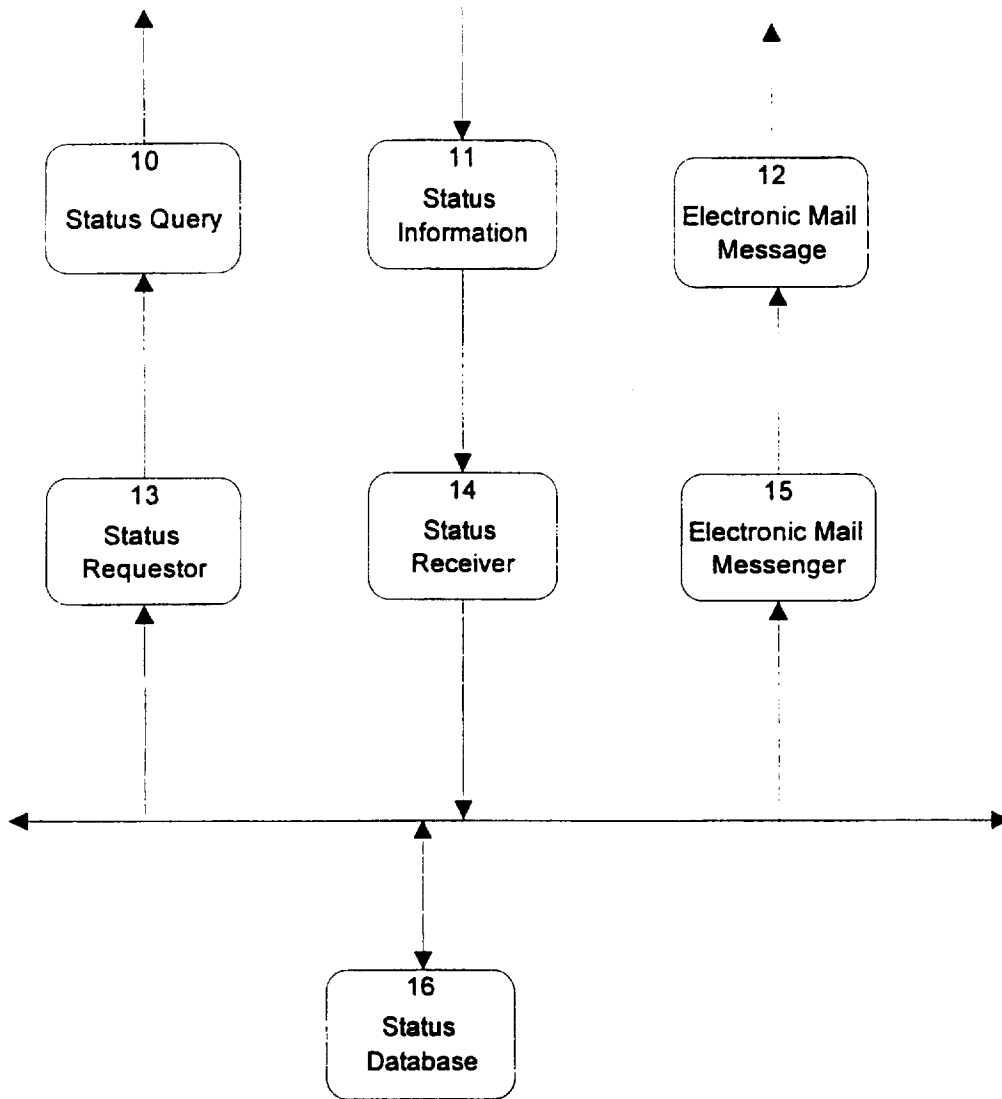 10
Status Query
11
Status
Information
12
Electronic Mail
Message
13
Status
Requestor
14
Status
Receiver
15
Electronic Mail
Messenger
16
Status
Database